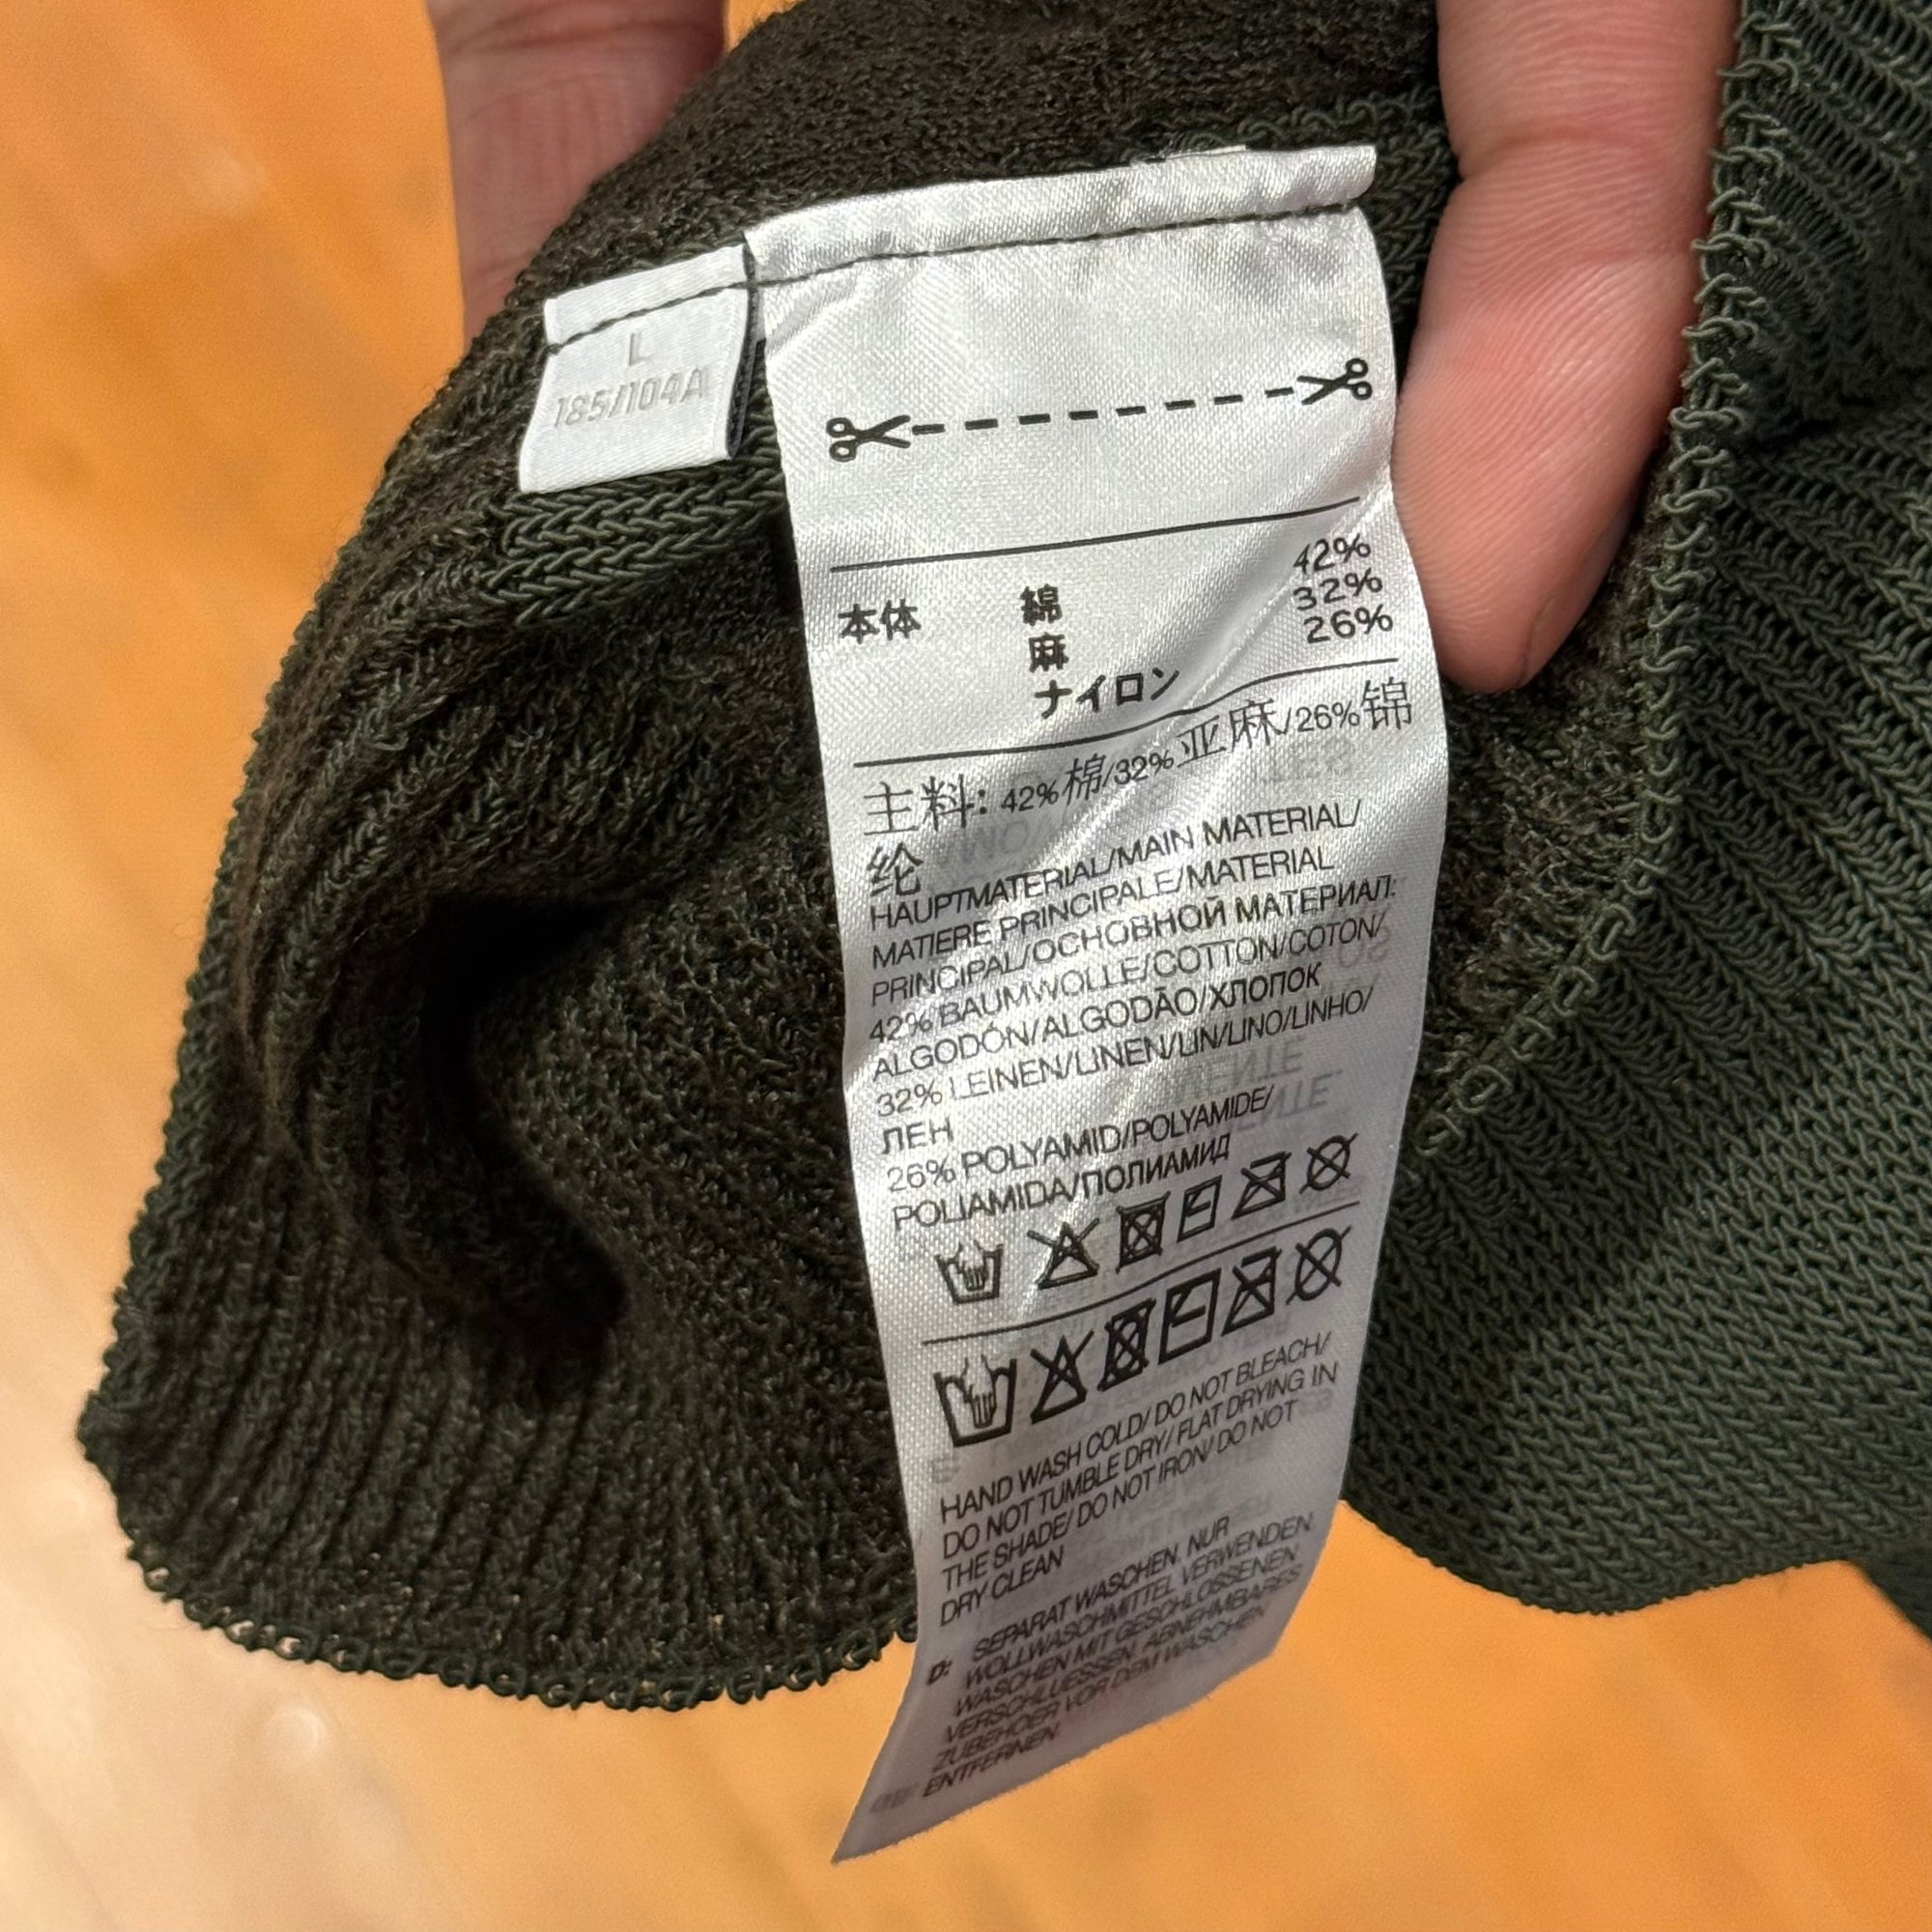 L
185/104A
本体 綿 42%
麻 32%
ナイロン 26%
主料: 42%棉/32%亚麻/26%锦
纶
HAUPTMATERIAL/MAIN MATERIAL/
MATIERE PRINCIPALE/MATERIAL
PRINCIPAL/ОСНОВНОЙ МАТЕРИАЛ:
42% BAUMWOLLE/COTTON/COTON/
ALGODÓN/ALGODÃO/ХЛОПОК
32% LEINEN/LINEN/LIN/LINO/LINHO/
ЛЕН
26% POLYAMID/POLYAMIDE/
POLIAMIDA/ПОЛИАМИД
HAND WASH COLD/ DO NOT BLEACH/
DO NOT TUMBLE DRY/ FLAT DRYING IN
THE SHADE/ DO NOT IRON/ DO NOT
DRY CLEAN
D: SEPARAT WASCHEN. NUR
WOLLWASCHMITTEL VERWENDEN.
WASCHEN MIT GESCHLOSSENEN
VERSCHLUESSEN. ABNEHMBARES
ZUBEHOER VOR DEM WASCHEN
ENTFERNEN.